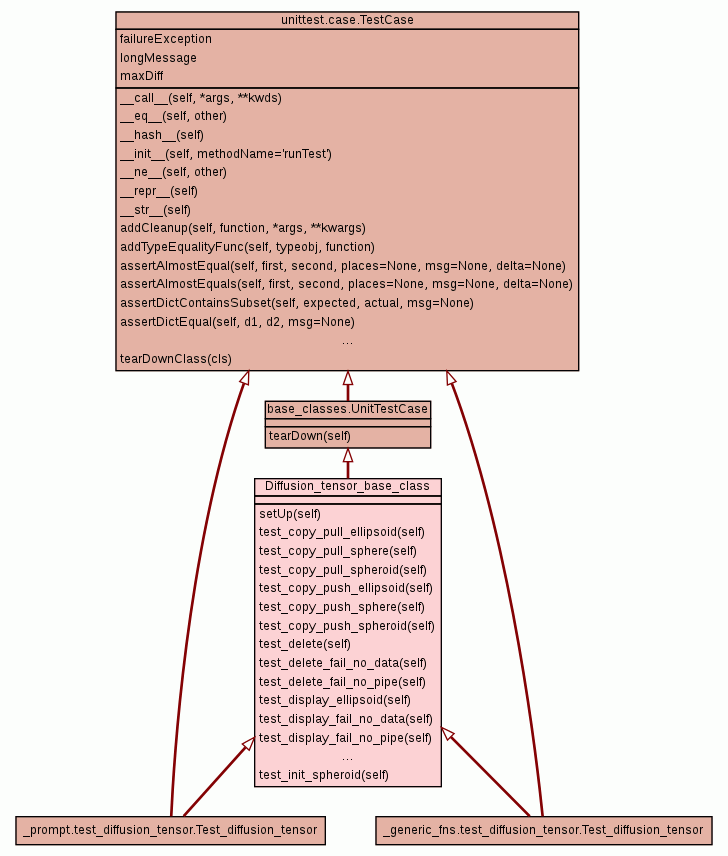 unittest.case.TestCase
failureException
longMessage
maxDiff
__call__(self, *args, **kwds)
__eq__(self, other)
__hash__(self)
__init__(self, methodName='runTest')
__ne__(self, other)
__repr__(self)
__str__(self)
addCleanup(self, function, *args, **kwargs)
addTypeEqualityFunc(self, typeobj, function)
assertAlmostEqual(self, first, second, places=None, msg=None, delta=None)
assertAlmostEquals(self, first, second, places=None, msg=None, delta=None)
assertDictContainsSubset(self, expected, actual, msg=None)
assertDictEqual(self, d1, d2, msg=None)
...
tearDownClass(cls)
base_classes.UnitTestCase
tearDown(self)
Diffusion_tensor_base_class
setUp(self)
test_copy_pull_ellipsoid(self)
test_copy_pull_sphere(self)
test_copy_pull_spheroid(self)
test_copy_push_ellipsoid(self)
test_copy_push_sphere(self)
test_copy_push_spheroid(self)
test_delete(self)
test_delete_fail_no_data(self)
test_delete_fail_no_pipe(self)
test_display_ellipsoid(self)
test_display_fail_no_data(self)
test_display_fail_no_pipe(self)
...
test_init_spheroid(self)
_prompt.test_diffusion_tensor.Test_diffusion_tensor
_generic_fns.test_diffusion_tensor.Test_diffusion_tensor